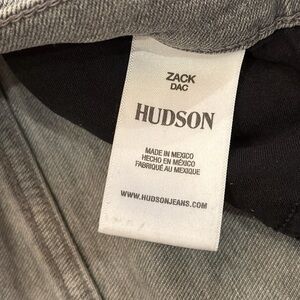 ZACK
DAC
HUDSON
MADE IN MEXICO
HECHO EN MÉXICO
FABRIQUÉ AU MEXIQUE
WWW.HUDSONJEANS.COM